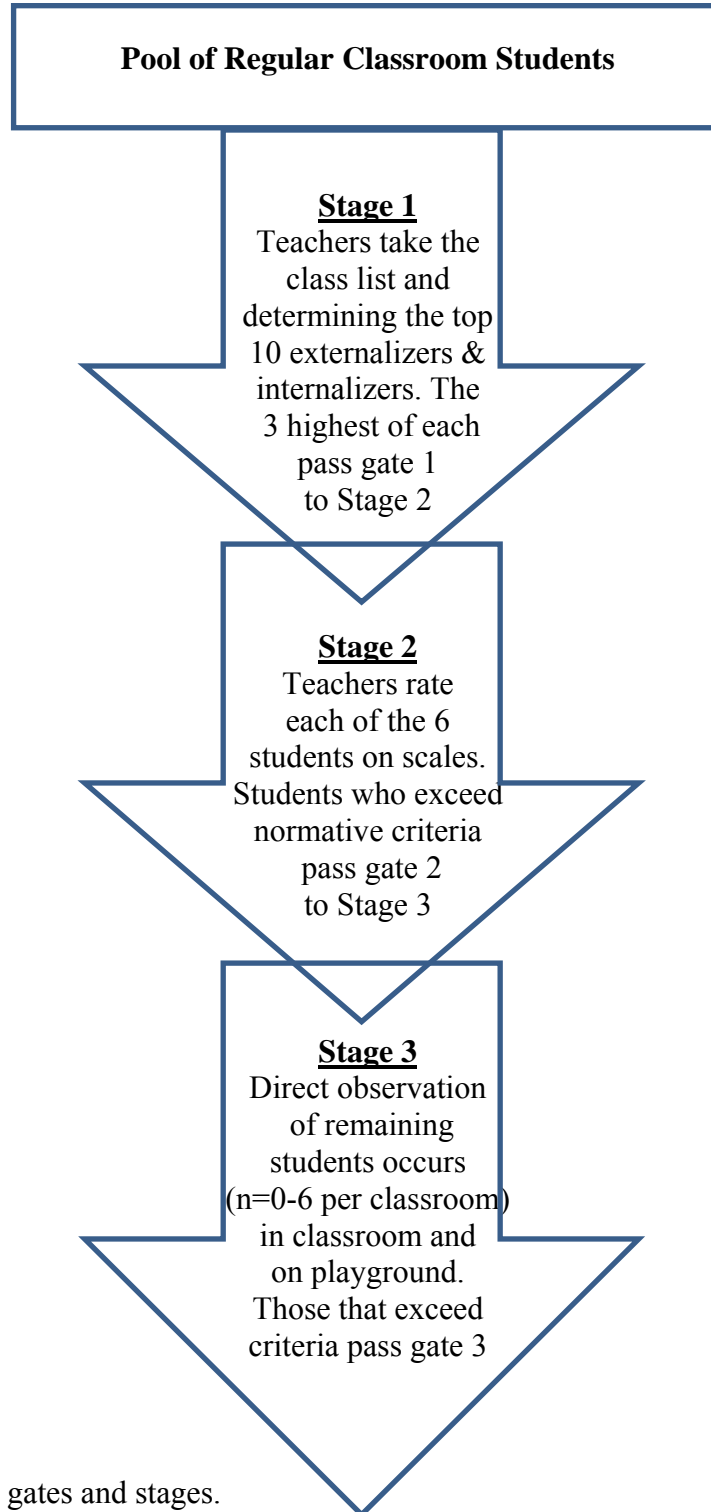 Pool of Regular Classroom Students
Stage 1
Teachers take the
class list and
determining the top
10 externalizers &
internalizers. The
3 highest of each
pass gate 1
to Stage 2
Stage 2
Teachers rate
each of the 6
students on scales.
Students who exceed
normative criteria
pass gate 2
to Stage 3
Stage 3
Direct observation
of remaining
students occurs
(n=0-6 per classroom)
in classroom and
on playground.
Those that exceed
criteria pass gate 3
gates and stages.